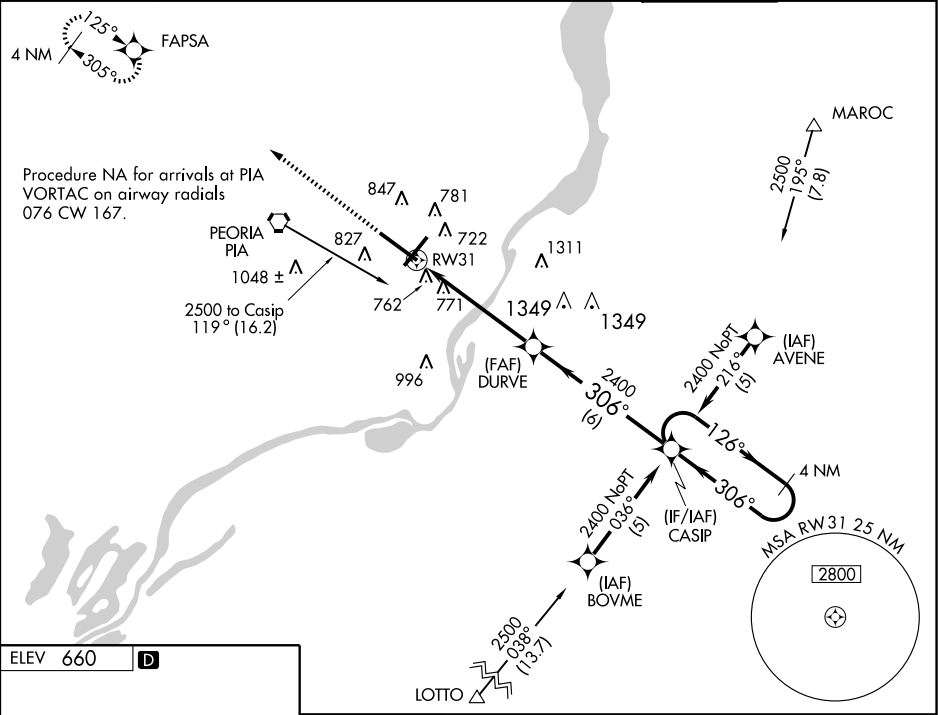 125°
4 NM
305°
FAPSA
Procedure NA for arrivals at PIA
VORTAC on airway radials
076 CW 167.
PEORIA
PIA
1048 ±
2500 to Casip
119° (16.2)
847
781
722
827
RW31
762
771
1311
1349
1349
996
(FAF)
DURVE
2400
306°
(6)
MAROC
2500
195°
(7.8)
(IAF)
AVENE
2400 NoPT
216°
(5)
126°
4 NM
306°
(IF/IAF)
CASIP
2400 NoPT
036°
(5)
(IAF)
BOVME
2500
038°
(13.7)
LOTTO
MSA RW31 25 NM
2800
ELEV 660 D